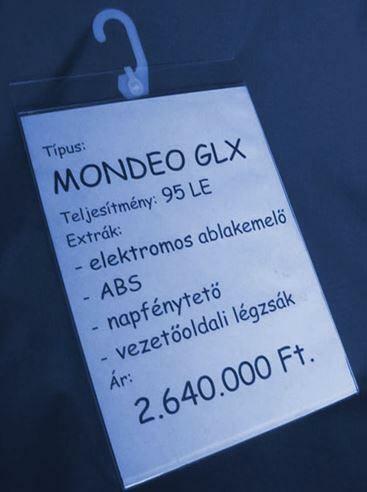 Típus:
MONDEO GLX
Teljesítmény: 95 LE
Extrák:
- elektromos ablakemelő
- ABS
- napfénytető
- vezetőoldali légzsák
Ár:
2.640.000 Ft.